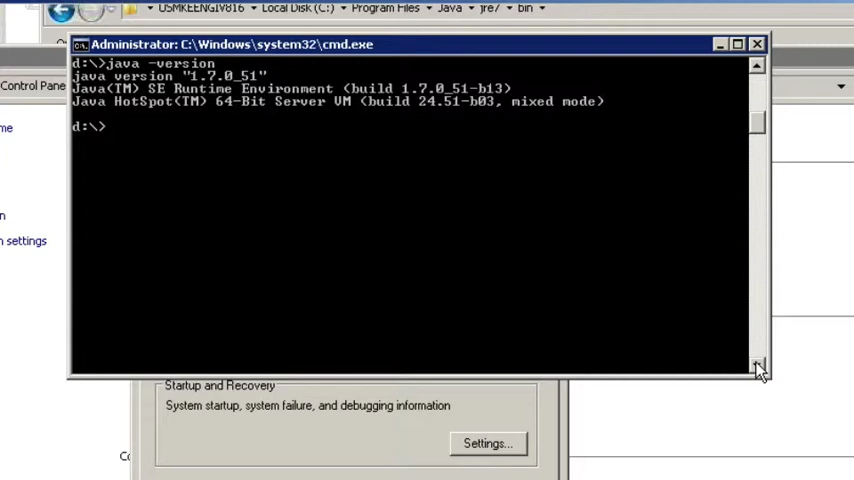 USMKEENGIV816 Local Disk (C:) Program Files Java jre7 bin
Administrator: C:\Windows\system32\cmd.exe
d:\>java -version
java version "1.7.0_51"
Java(TM) SE Runtime Environment (build 1.7.0_51-b13)
Java HotSpot(TM) 64-Bit Server VM (build 24.51-b03, mixed mode)
d:\>
Control Pane
me
n
n settings
Startup and Recovery
System startup, system failure, and debugging information
Settings...